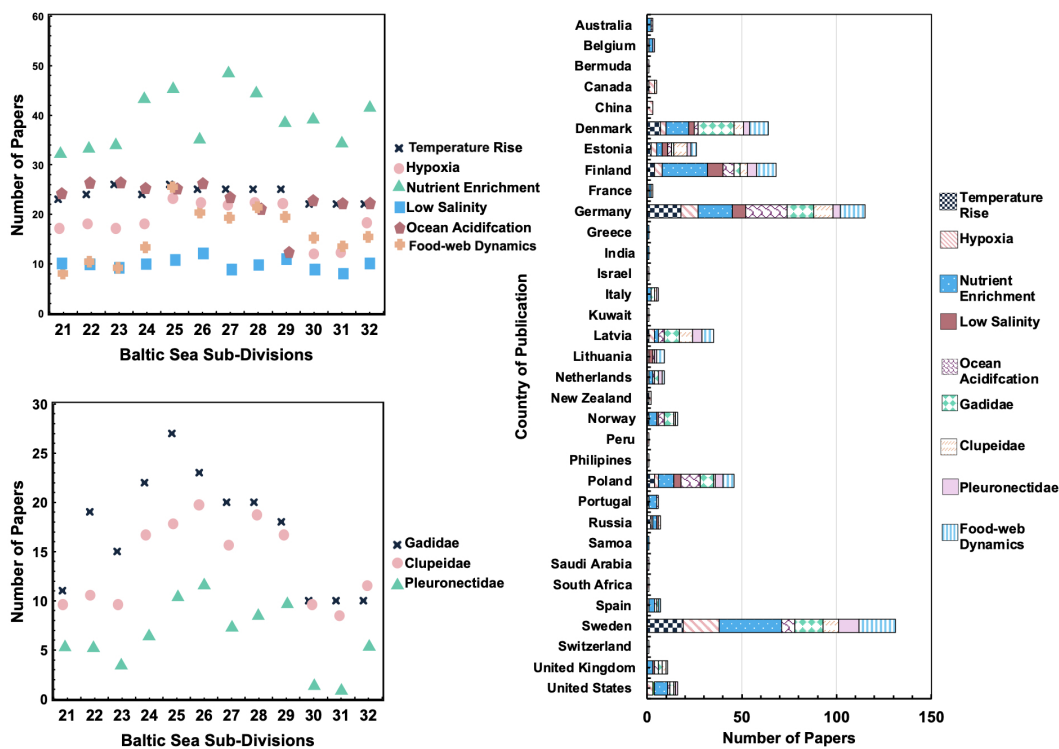 60
50
40
30
20
10
0
Number of Papers
21 22 23 24 25 26 27 28 29 30 31 32
Baltic Sea Sub-Divisions
Temperature Rise
Hypoxia
Nutrient Enrichment
Low Salinity
Ocean Acidifcation
Food-web Dynamics
30
25
20
15
10
5
0
Number of Papers
21 22 23 24 25 26 27 28 29 30 31 32
Baltic Sea Sub-Divisions
Gadidae
Clupeidae
Pleuronectidae
Country of Publication
Australia
Belgium
Bermuda
Canada
China
Denmark
Estonia
Finland
France
Germany
Greece
India
Israel
Italy
Kuwait
Latvia
Lithuania
Netherlands
New Zealand
Norway
Peru
Philipines
Poland
Portugal
Russia
Samoa
Saudi Arabia
South Africa
Spain
Sweden
Switzerland
United Kingdom
United States
0 50 100 150
Number of Papers
Temperature
Rise
Hypoxia
Nutrient
Enrichment
Low Salinity
Ocean
Acidifcation
Gadidae
Clupeidae
Pleuronectidae
Food-web
Dynamics